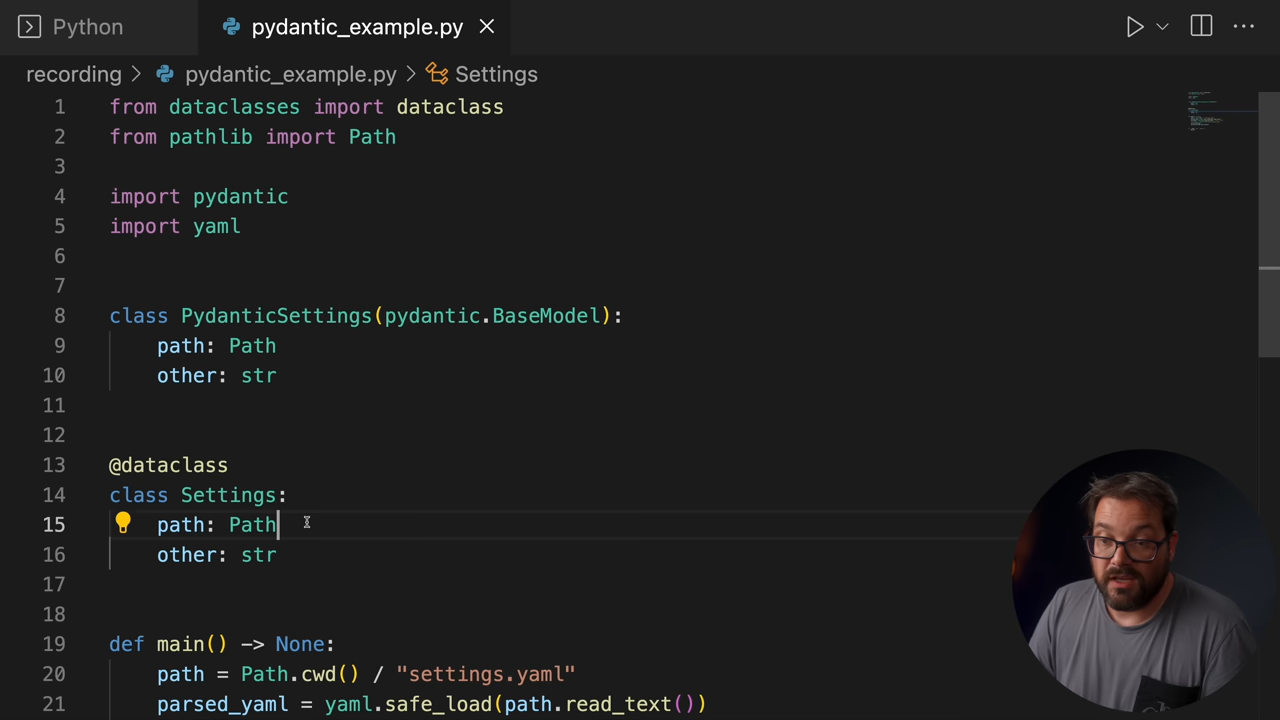 Python
pydantic_example.py
recording > pydantic_example.py > Settings
1 from dataclasses import dataclass
2 from pathlib import Path
3
4 import pydantic
5 import yaml
6
7
8 class PydanticSettings(pydantic.BaseModel):
9 path: Path
10 other: str
11
12
13 @dataclass
14 class Settings:
15 path: Path
16 other: str
17
18
19 def main() -> None:
20 path = Path.cwd() / "settings.yaml"
21 parsed_yaml = yaml.safe_load(path.read_text())